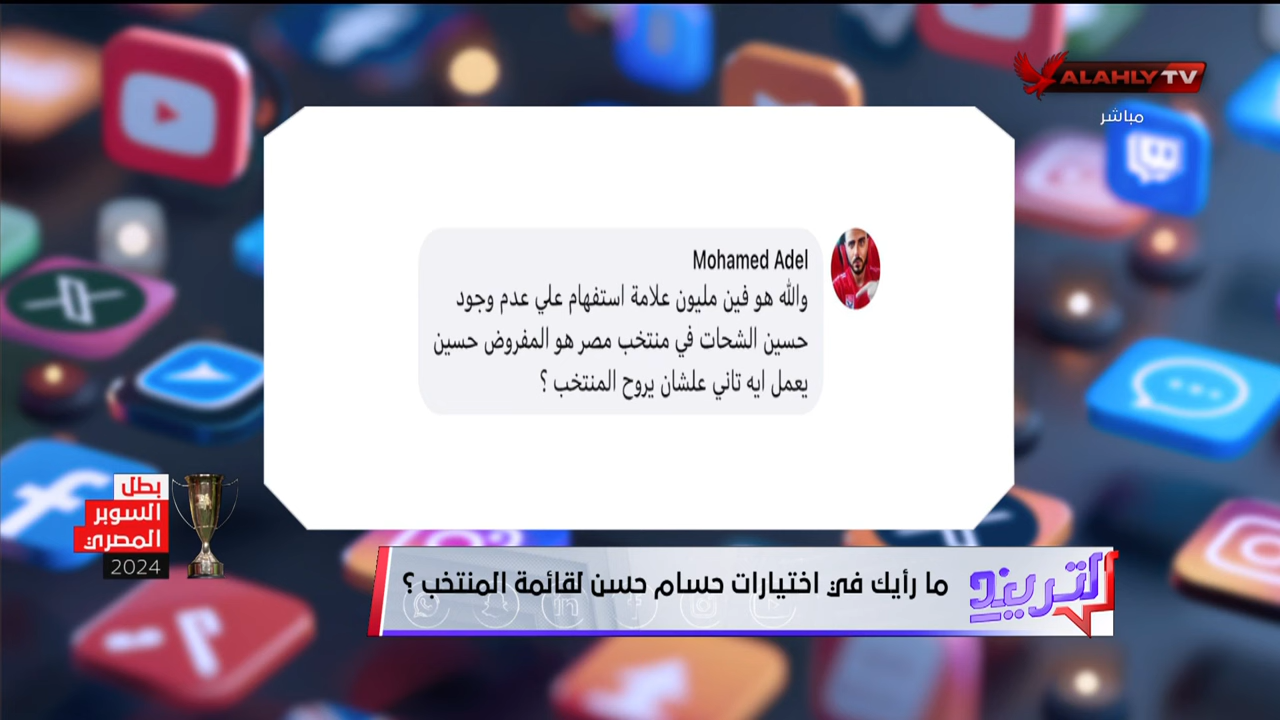 ALAHLY TV
مباشر
Mohamed Adel
والله هو فين مليون علامة استفهام علي عدم وجود
حسين الشحات في منتخب مصر هو المفروض حسين
يعمل ايه تاني علشان يروح المنتخب ؟
بطل
السوبر
المصري
2024
التريند
ما رأيك في اختيارات حسام حسن لقائمة المنتخب ؟